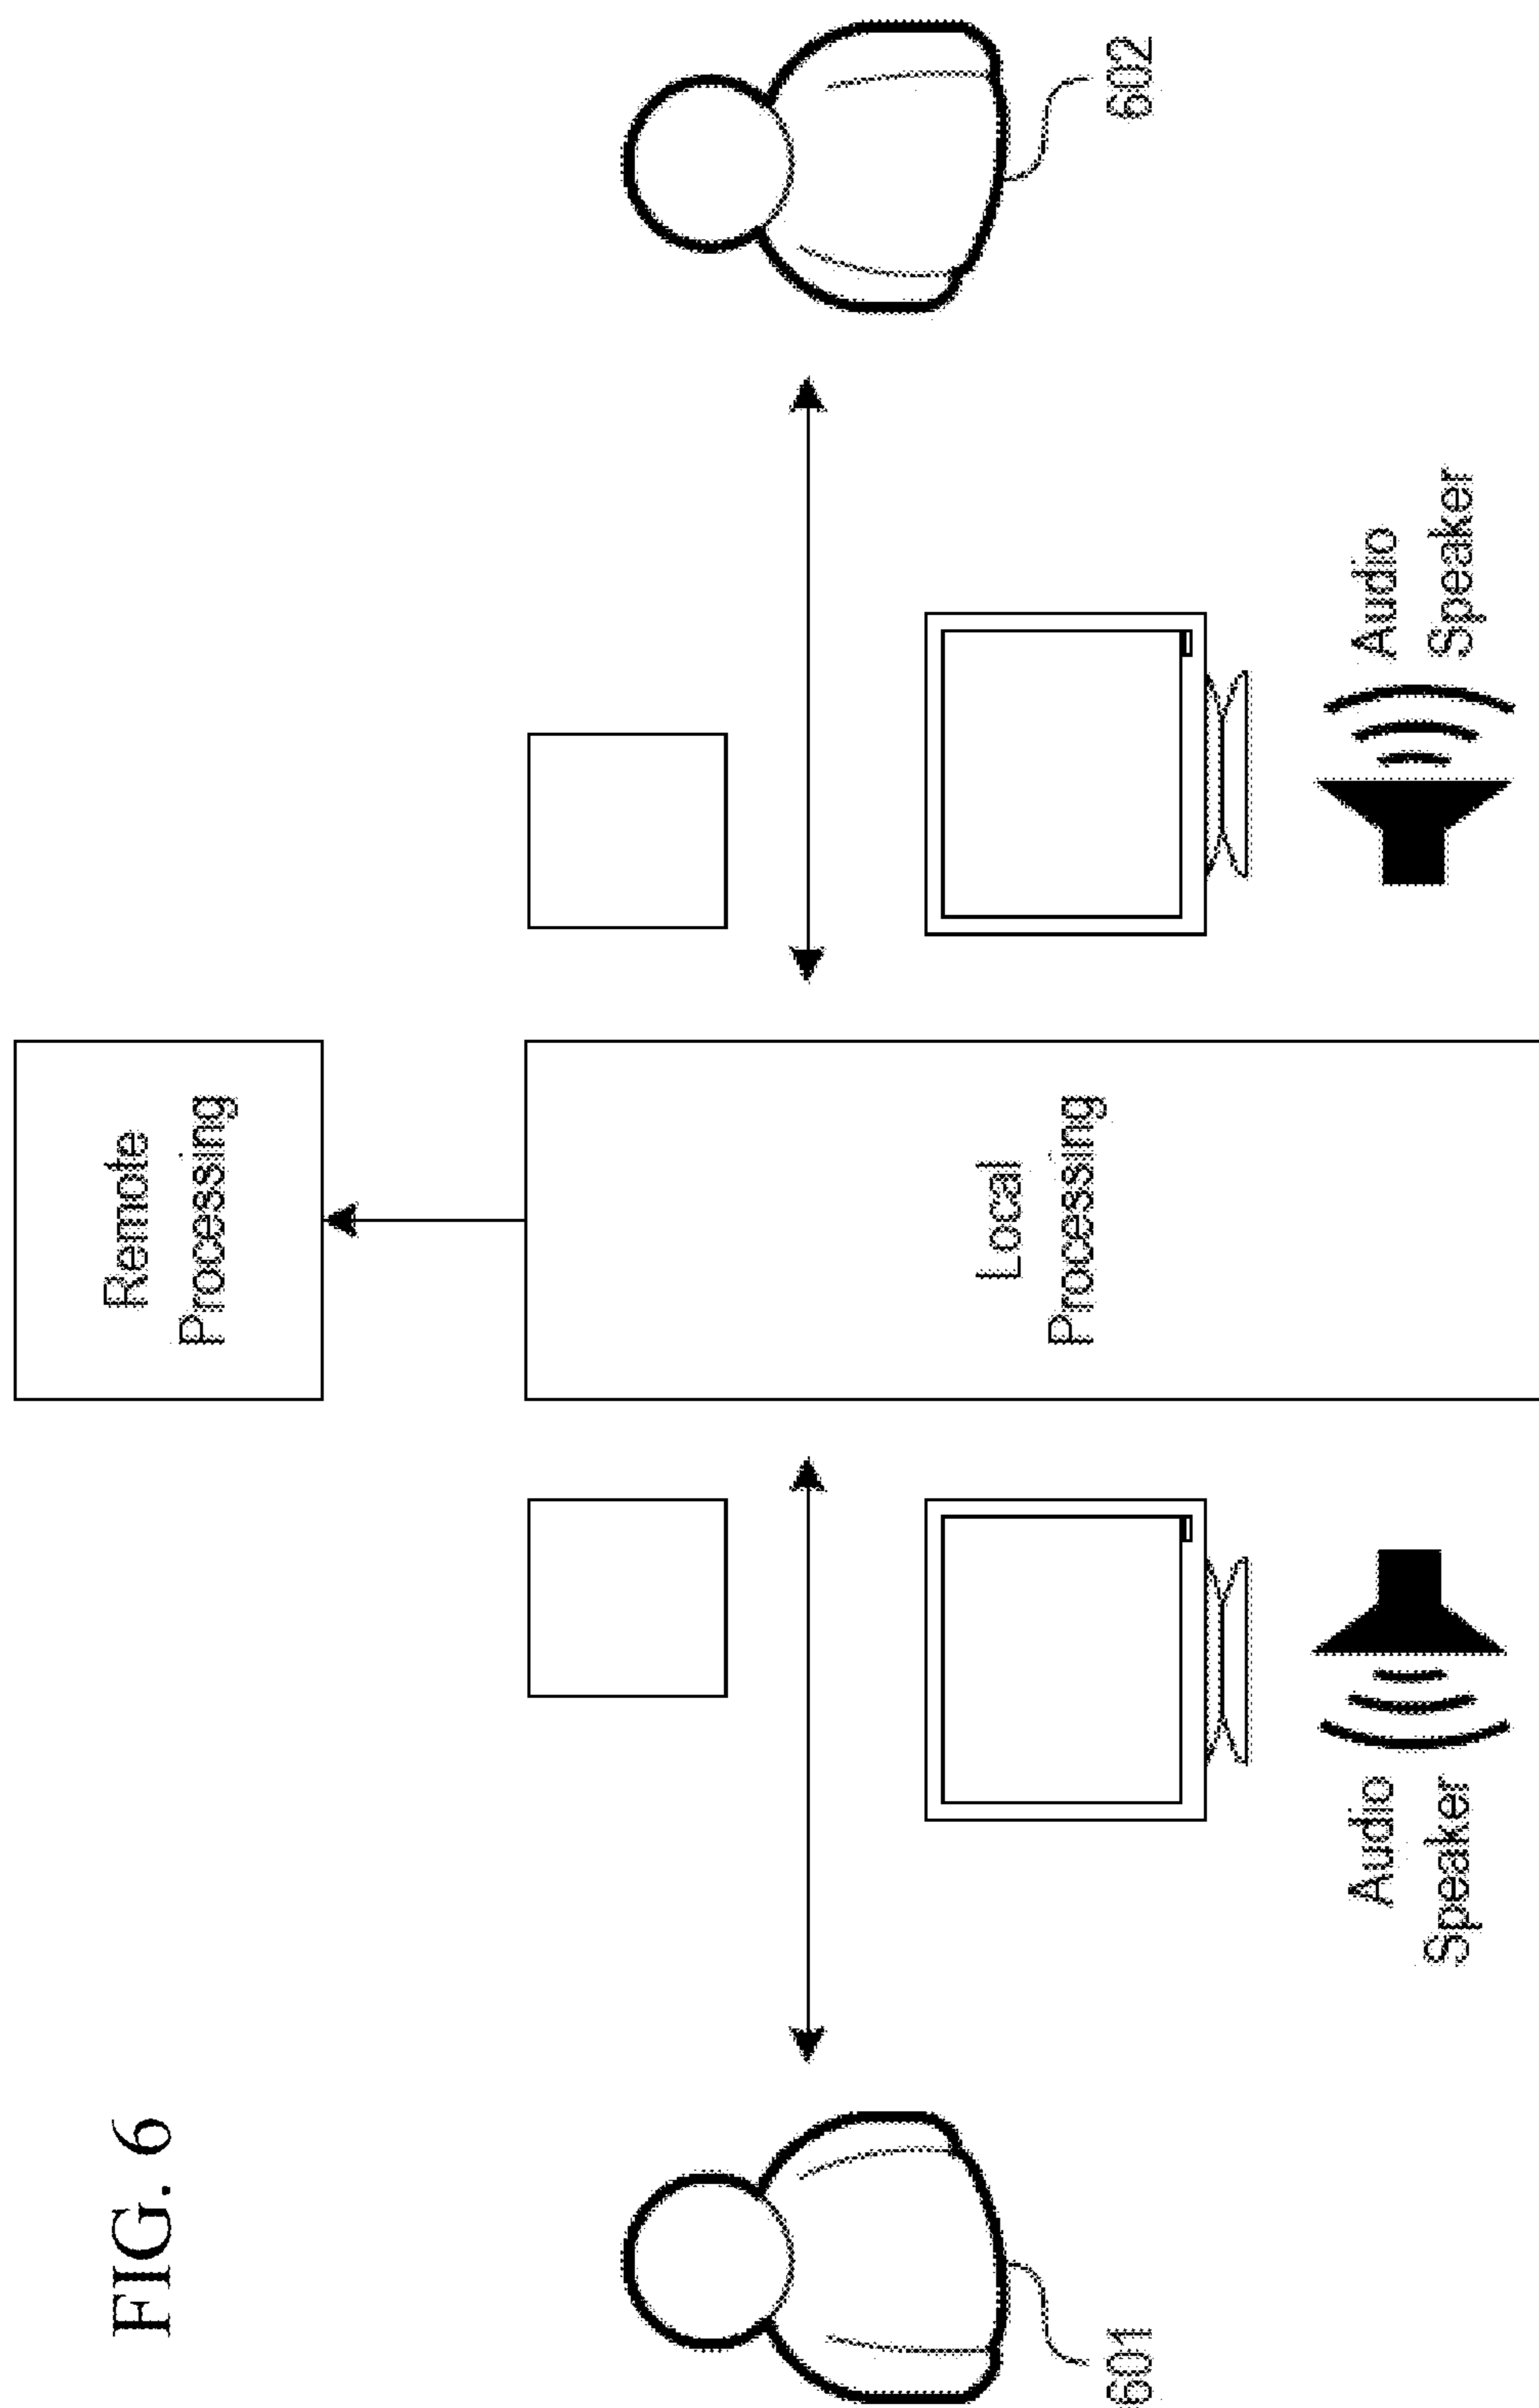 FIG. 6
Remote
Processing
Local
Processing
Audio
Speaker
Audio
Speaker
601
602